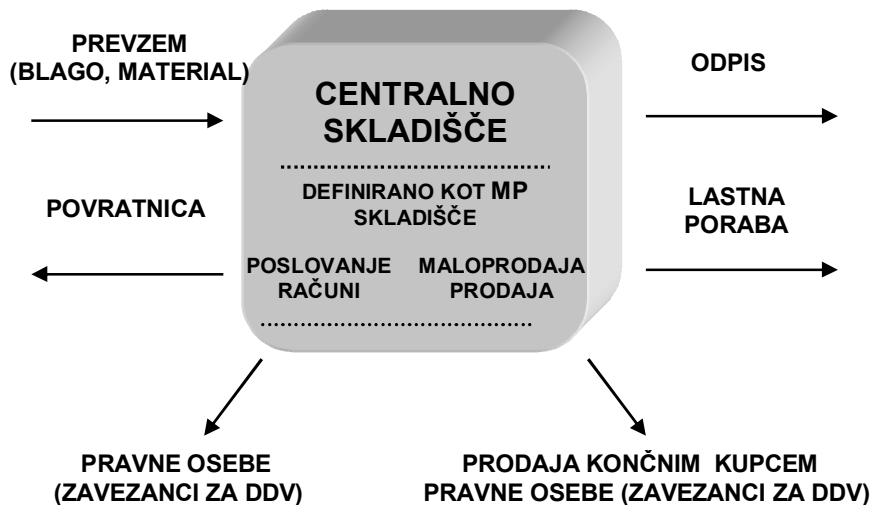 PREVZEM
(BLAGO, MATERIAL)
POVRATNICA
CENTRALNO
SKLADIŠČE
DEFINIRANO KOT MP
SKLADIŠČE
POSLOVANJE
RAČUNI
MALOPRODAJA
PRODAJA
ODPIS
LASTNA
PORABA
PRAVNE OSEBE
(ZAVEZANCI ZA DDV)
PRODAJA KONČNIM KUPCEM
PRAVNE OSEBE (ZAVEZANCI ZA DDV)